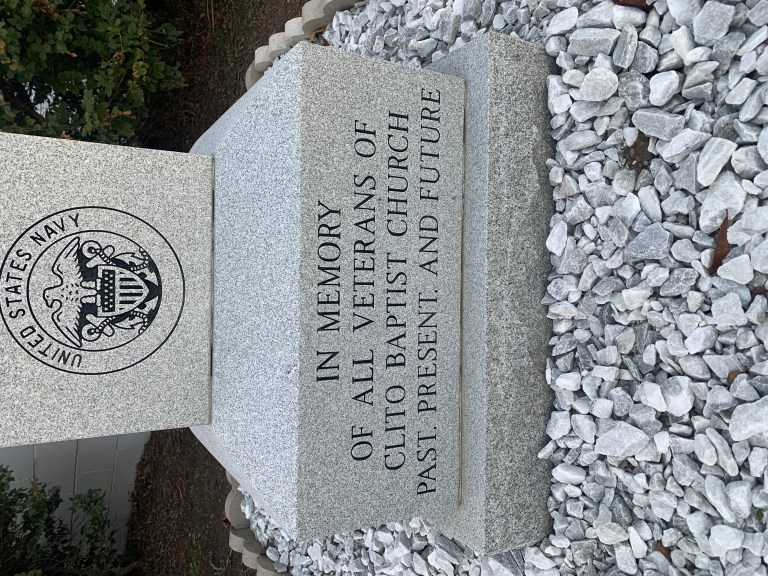 UNITED STATES NAVY
IN MEMORY
OF ALL VETERANS OF
CLITO BAPTIST CHURCH
PAST, PRESENT, AND FUTURE